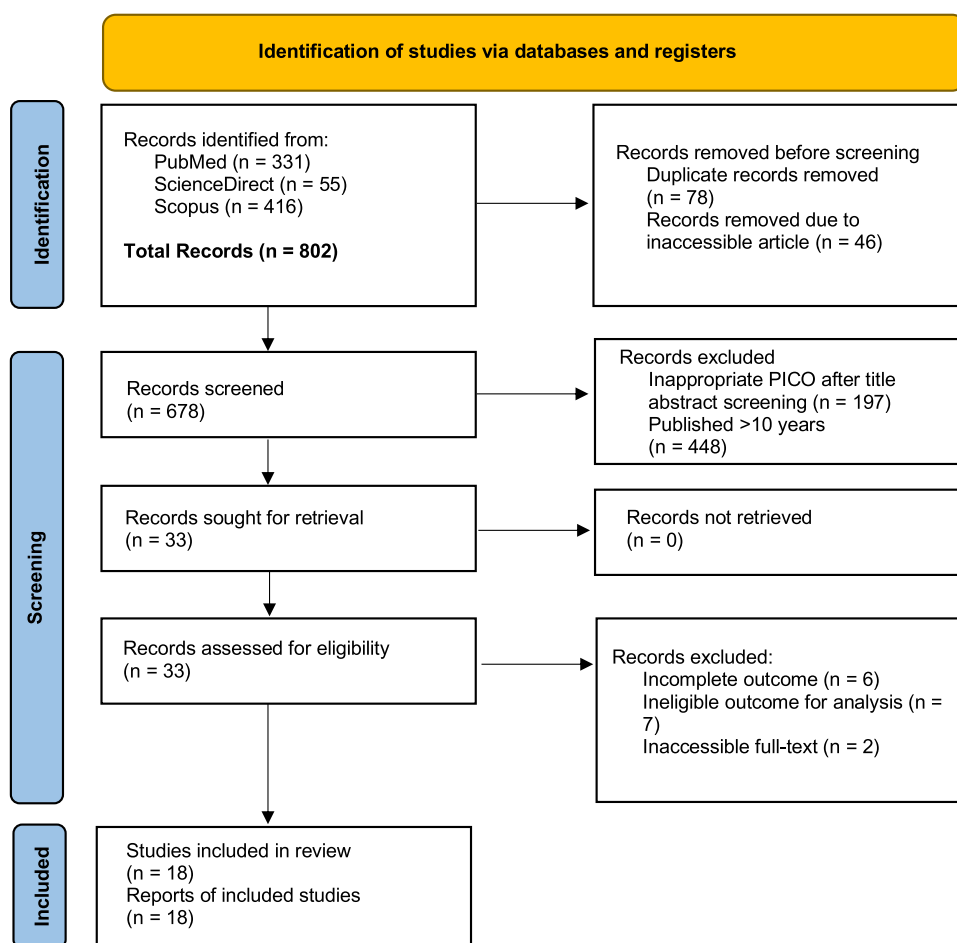 Identification of studies via databases and registers
Identification
Records identified from:
PubMed (n = 331)
ScienceDirect (n = 55)
Scopus (n = 416)
Total Records (n = 802)
Records removed before screening
Duplicate records removed
(n = 78)
Records removed due to
inaccessible article (n = 46)
Screening
Records screened
(n = 678)
Records excluded
Inappropriate PICO after title
abstract screening (n = 197)
Published >10 years
(n = 448)
Records sought for retrieval
(n = 33)
Records not retrieved
(n = 0)
Records assessed for eligibility
(n = 33)
Records excluded:
Incomplete outcome (n = 6)
Ineligible outcome for analysis (n =
7)
Inaccessible full-text (n = 2)
Included
Studies included in review
(n = 18)
Reports of included studies
(n = 18)